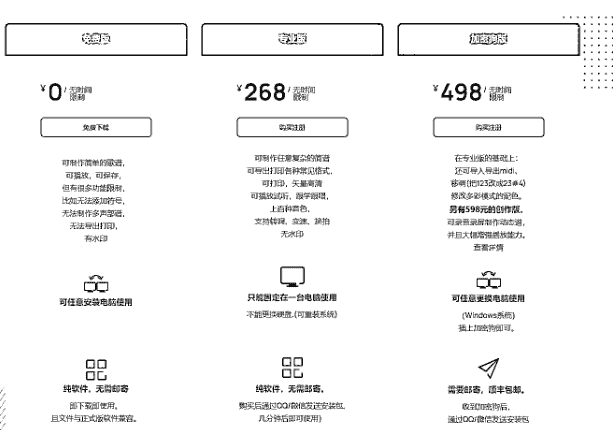 免费版
¥0/无时间限制
免费下载
可制作简单的歌谱,
可播放,可保存,
但有很多功能限制,
比如无法添加符号,
无法制作多声部谱,
无法导出打印,
有水印
可任意安装电脑使用
纯软件,无需邮寄
即下载即使用。
且文件与正式版软件兼容。
专业版
¥268/无时间限制
购买注册
可制作任意复杂的简谱
可导出打印各种常见格式,
可打印,矢量高清
可播放试听,跟学跟唱,
上百种音色,
支持转调、变速、缺拍
无水印
只能固定在一台电脑使用
不能更换硬盘,(可重装系统)
纯软件,无需邮寄。
购买后通过QQ/微信发送安装包,
几分钟后即可使用)
加密狗版
¥498/无时间限制
购买注册
在专业版的基础上:
还可导入导出midi,
移调(把123改成23#4)
修改多彩模式的配色。
另有598元的创作版,
可录音录屏制作动态谱,
并且大幅增强播放能力。
查看详情
可任意更换电脑使用
(Windows系统)
插上加密狗即可。
需要邮寄,顺丰包邮。
收到加密狗后,
通过QQ/微信发送安装包